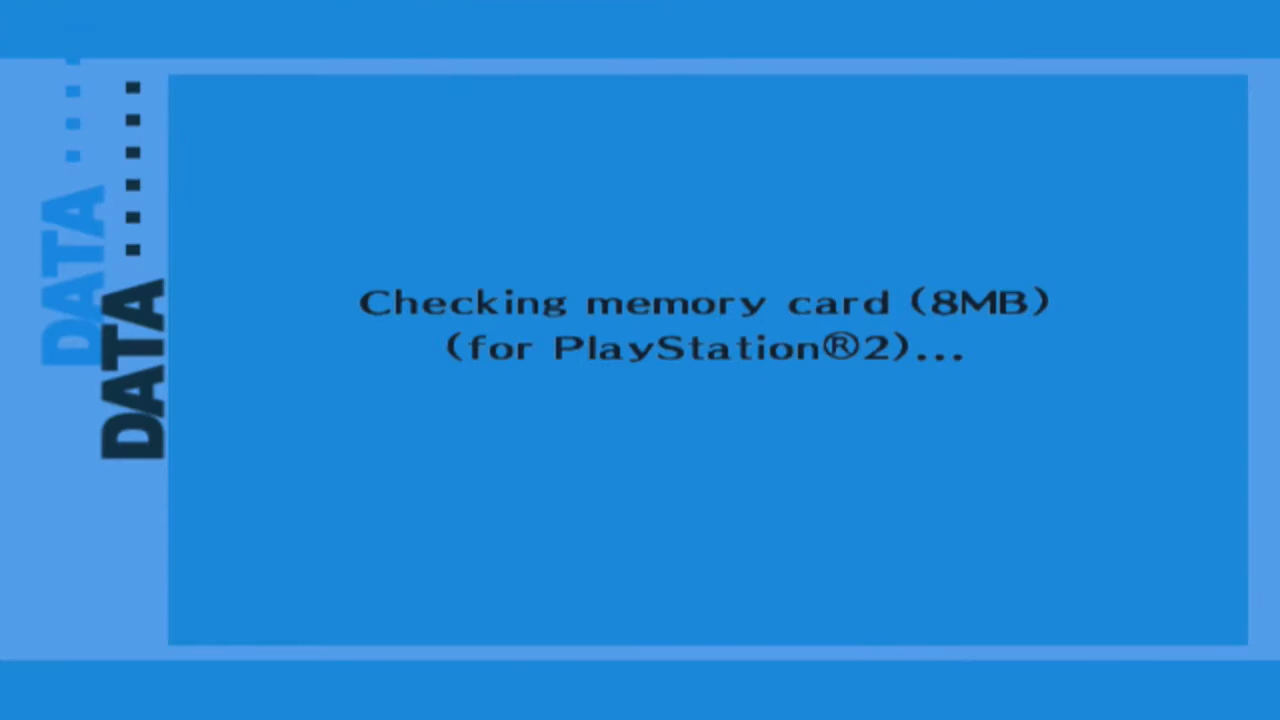 DATA ......
DATA ....
Checking memory card (8MB)
(for PlayStation®2)...